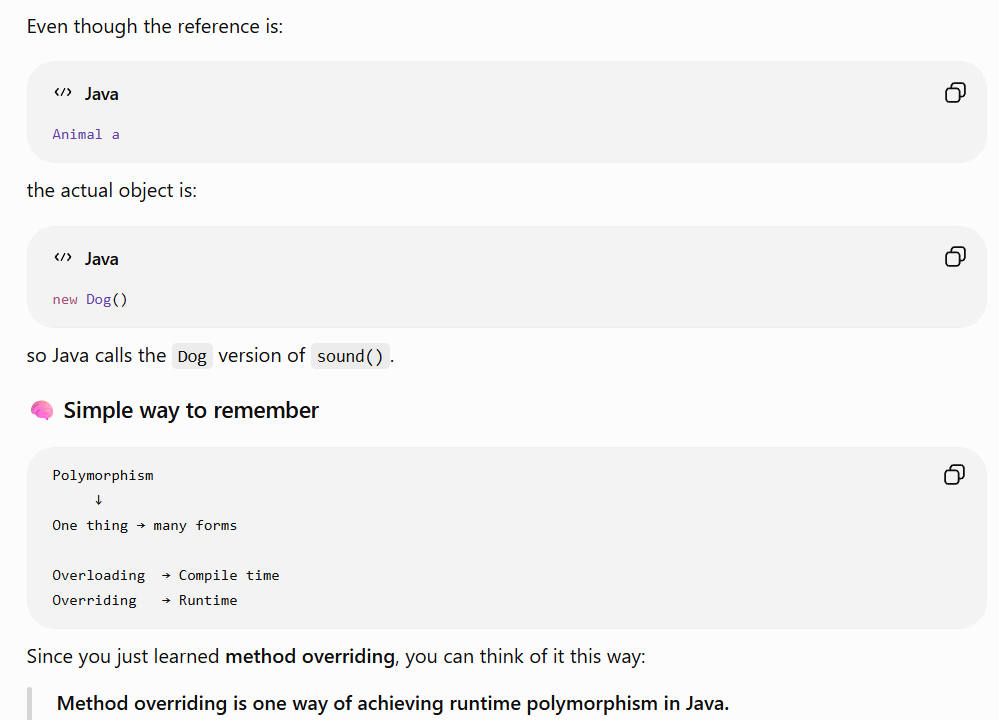 Even though the reference is:
Java
Animal a
the actual object is:
Java
new Dog()
so Java calls the Dog version of sound().
🧠 Simple way to remember
Polymorphism
↓
One thing → many forms
Overloading → Compile time
Overriding → Runtime
Since you just learned method overriding, you can think of it this way:
Method overriding is one way of achieving runtime polymorphism in Java.